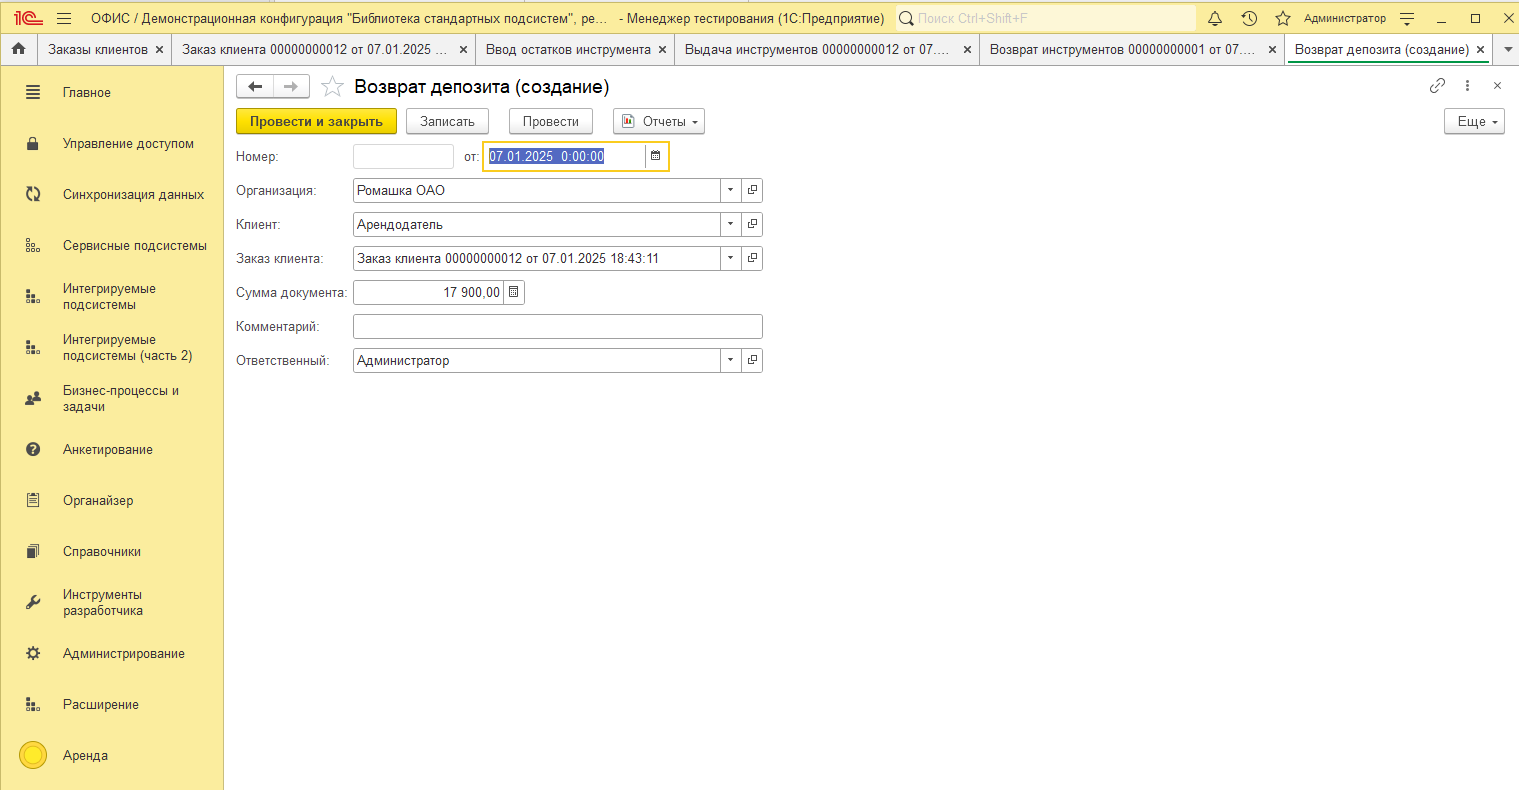 1С ОФИС / Демонстрационная конфигурация "Библиотека стандартных подсистем", ре... - Менеджер тестирования (1С:Предприятие) Поиск Ctrl+Shift+F Администратор
Заказы клиентов Заказ клиента 00000000012 от 07.01.2025 ... Ввод остатков инструмента Выдача инструментов 00000000012 от 07.... Возврат инструментов 00000000001 от 07.... Возврат депозита (создание)
Главное
Управление доступом
Синхронизация данных
Сервисные подсистемы
Интегрируемые
подсистемы
Интегрируемые
подсистемы (часть 2)
Бизнес-процессы и
задачи
Анкетирование
Органайзер
Справочники
Инструменты
разработчика
Администрирование
Расширение
Аренда
Возврат депозита (создание)
Провести и закрыть Записать Провести Отчеты Еще
Номер: от: 07.01.2025 0:00:00
Организация: Ромашка ОАО
Клиент: Арендодатель
Заказ клиента: Заказ клиента 00000000012 от 07.01.2025 18:43:11
Сумма документа: 17 900,00
Комментарий:
Ответственный: Администратор